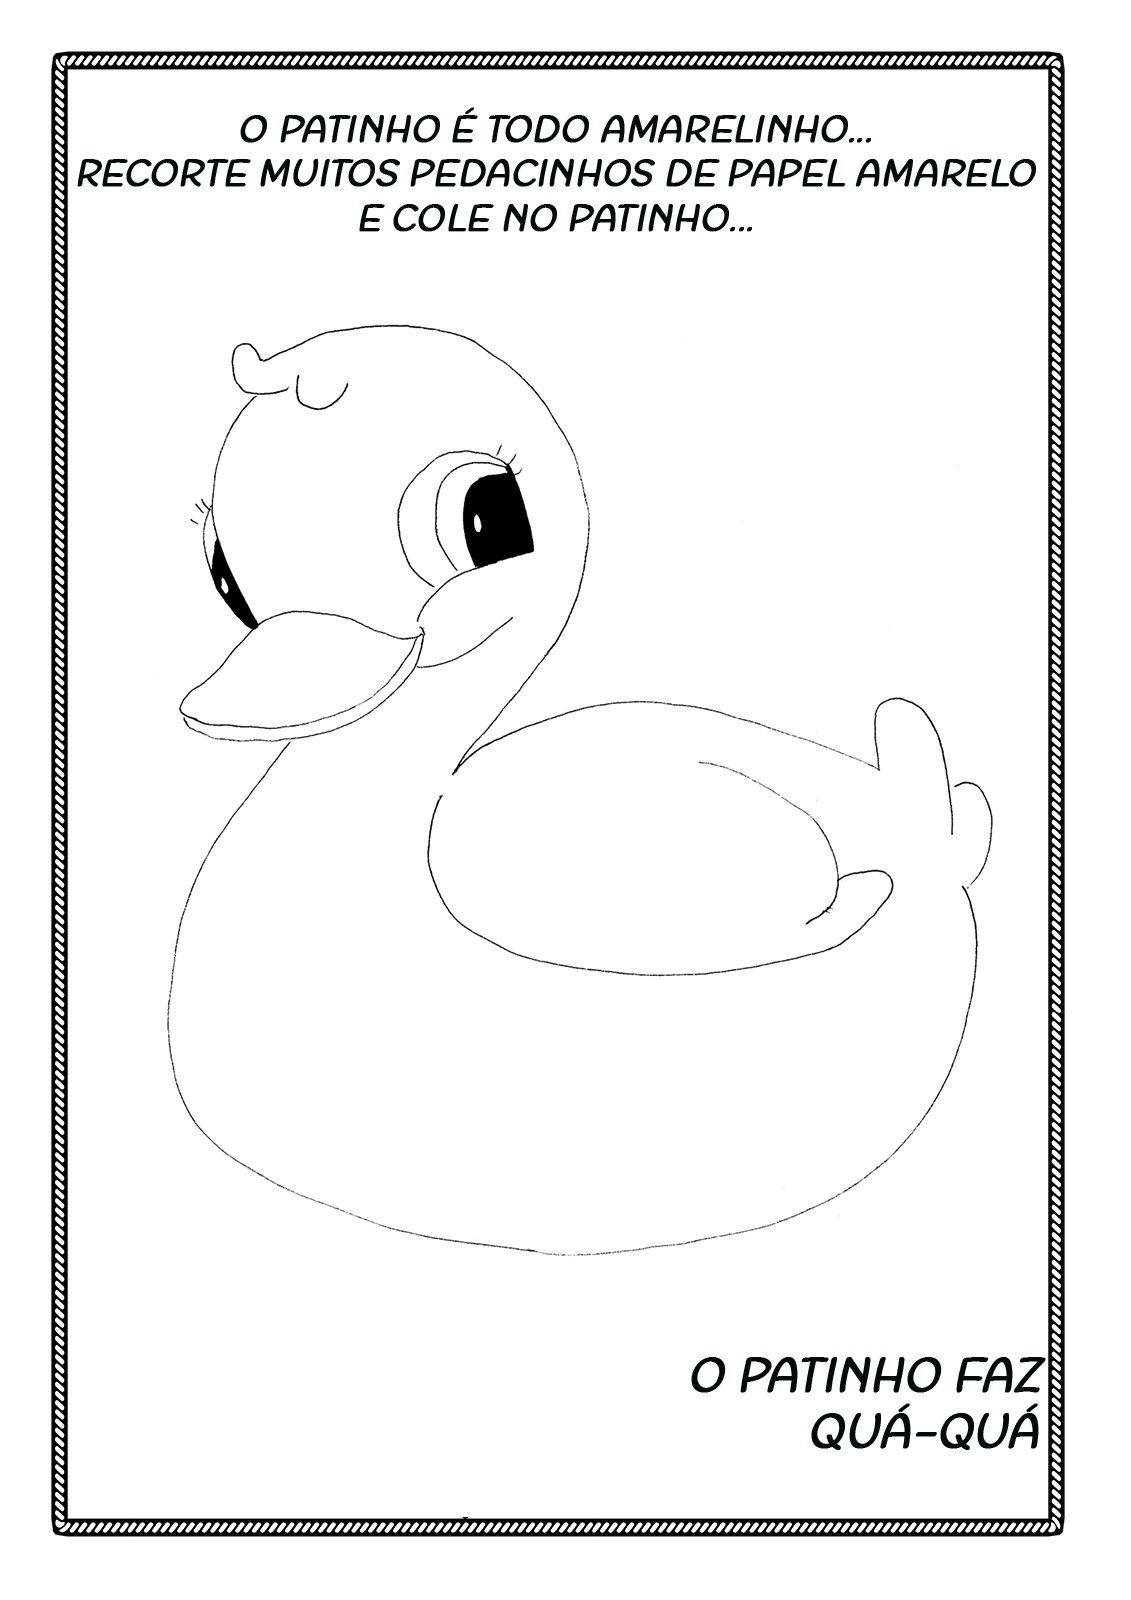 O PATINHO É TODO AMARELINHO...
RECORTE MUITOS PEDACINHOS DE PAPEL AMARELO
E COLE NO PATINHO...
O PATINHO FAZ
QUÁ-QUÁ